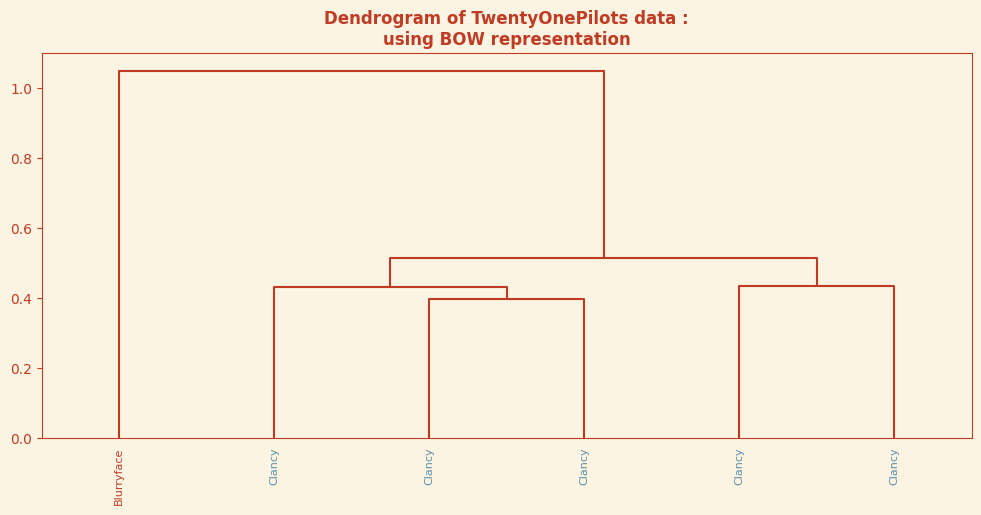 Dendrogram of TwentyOnePilots data :
using BOW representation
1.0
0.8
0.6
0.4
0.2
0.0
Blurryface
Clancy
Clancy
Clancy
Clancy
Clancy